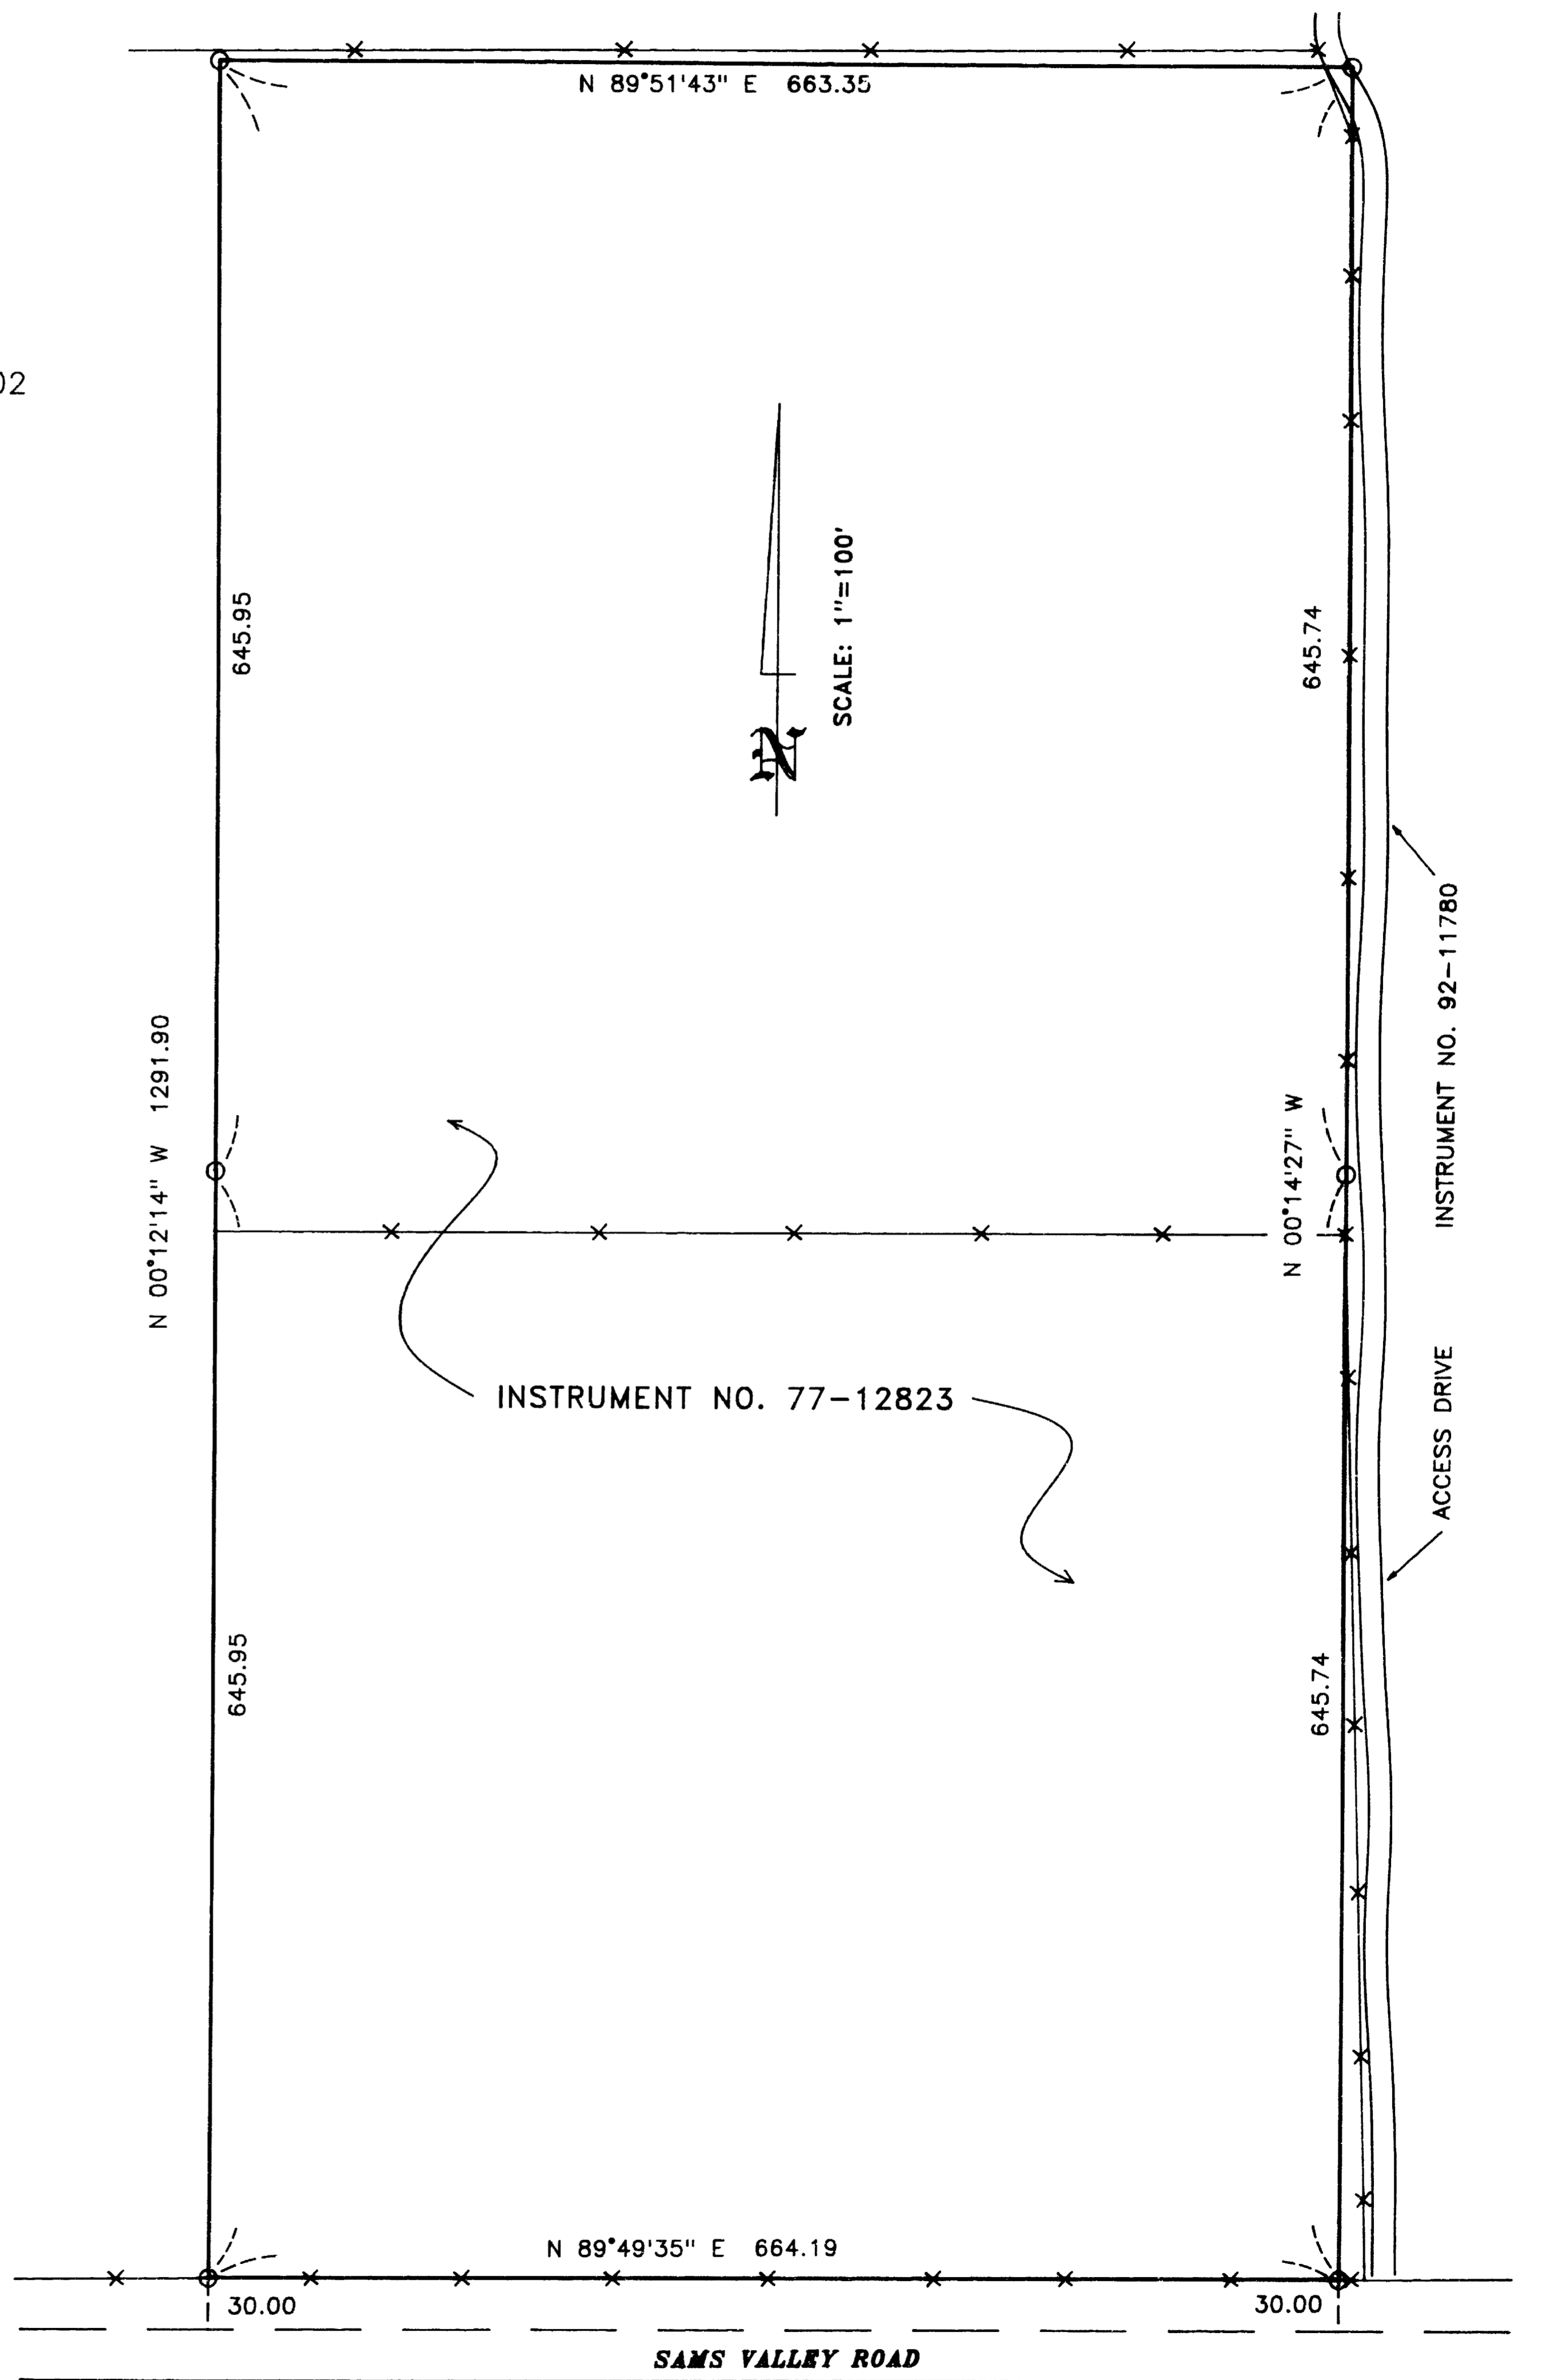 N 89°51'43" E 663.35
02
645.95
SCALE: 1"=100'
N
645.74
INSTRUMENT NO. 92-11780
N 00°12'14" W 1291.90
N 00°14'27" W
INSTRUMENT NO. 77-12823
ACCESS DRIVE
645.95
645.74
N 89°49'35" E 664.19
30.00
30.00
SAMS VALLEY ROAD